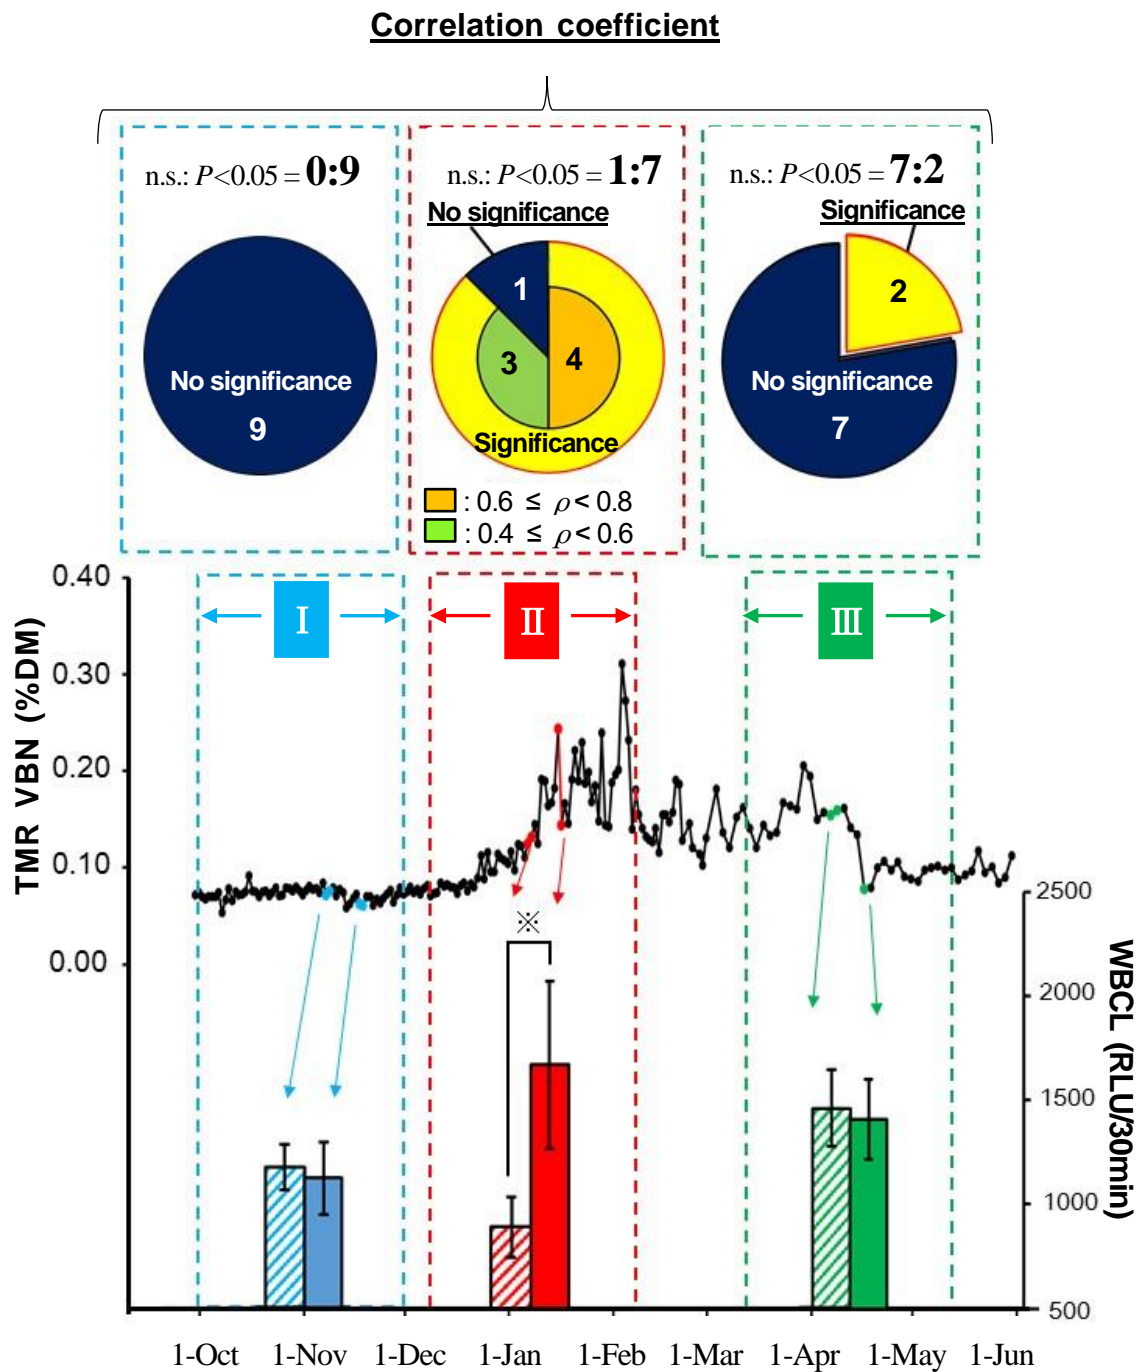 Correlation coefficient
n.s.: P<0.05 = 0:9
n.s.: P<0.05 = 1:7
n.s.: P<0.05 = 7:2
No significance
Significance
1
2
3
4
No significance
9
No significance
7
Significance
: 0.6 ≤ ρ < 0.8
: 0.4 ≤ ρ < 0.6
0.40
0.30
0.20
0.10
0.00
TMR VBN (%DM)
I
II
III
※
2500
2000
1500
1000
500
WBCL (RLU/30min)
1-Oct 1-Nov 1-Dec 1-Jan 1-Feb 1-Mar 1-Apr 1-May 1-Jun